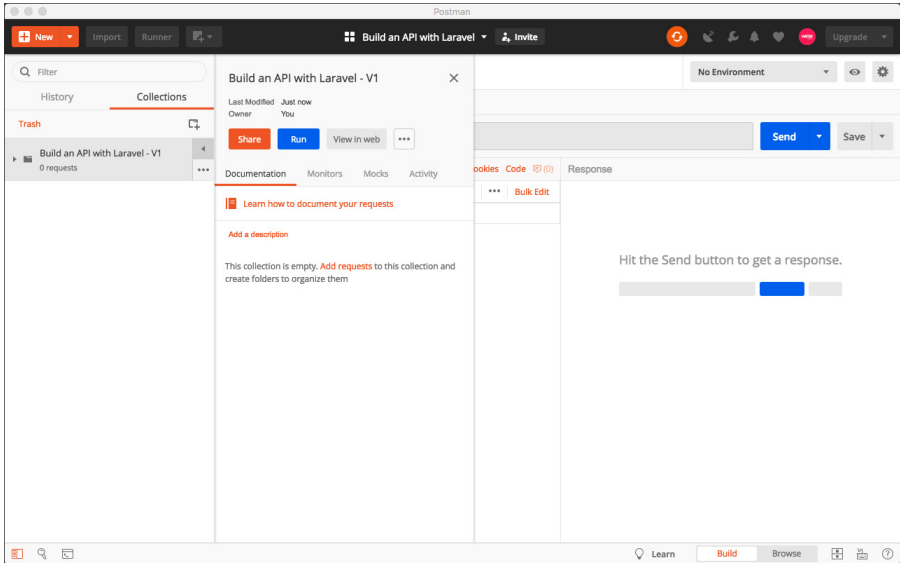 Postman
New
Import
Runner
Build an API with Laravel
Invite
Upgrade
Filter
History
Collections
Trash
Build an API with Laravel - V1
0 requests
Build an API with Laravel - V1
Last Modified Just now
Owner You
Share
Run
View in web
Documentation
Monitors
Mocks
Activity
Learn how to document your requests
Add a description
This collection is empty. Add requests to this collection and
create folders to organize them
No Environment
Send
Save
ookies Code (0)
Bulk Edit
Response
Hit the Send button to get a response.
Learn
Build
Browse